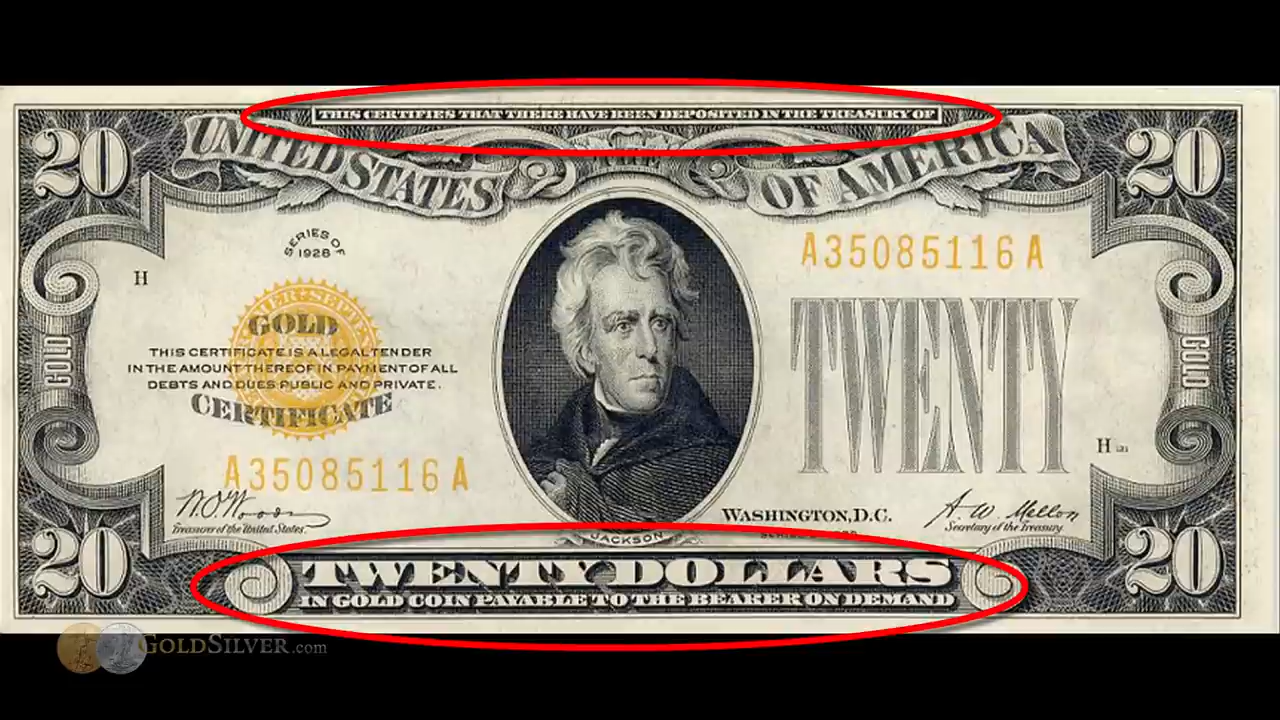 THIS CERTIFIES THAT THERE HAVE BEEN DEPOSITED IN THE TREASURY OF
20
UNITED STATES
THE
OF AMERICA
20
SERIES OF
1928
A35085116A
H
GOLD
THIS CERTIFICATE IS A LEGAL TENDER
IN THE AMOUNT THEREOF IN PAYMENT OF ALL
DEBTS AND DUES PUBLIC AND PRIVATE.
CERTIFICATE
GOLD
TWENTY
GOLD
H
A35085116A
W.O. Woods
Treasurer of the United States.
WASHINGTON, D.C.
A.W. Mellon
Secretary of the Treasury.
JACKSON
20
TWENTY DOLLARS
IN GOLD COIN PAYABLE TO THE BEARER ON DEMAND
20
GOLDSILVER.com